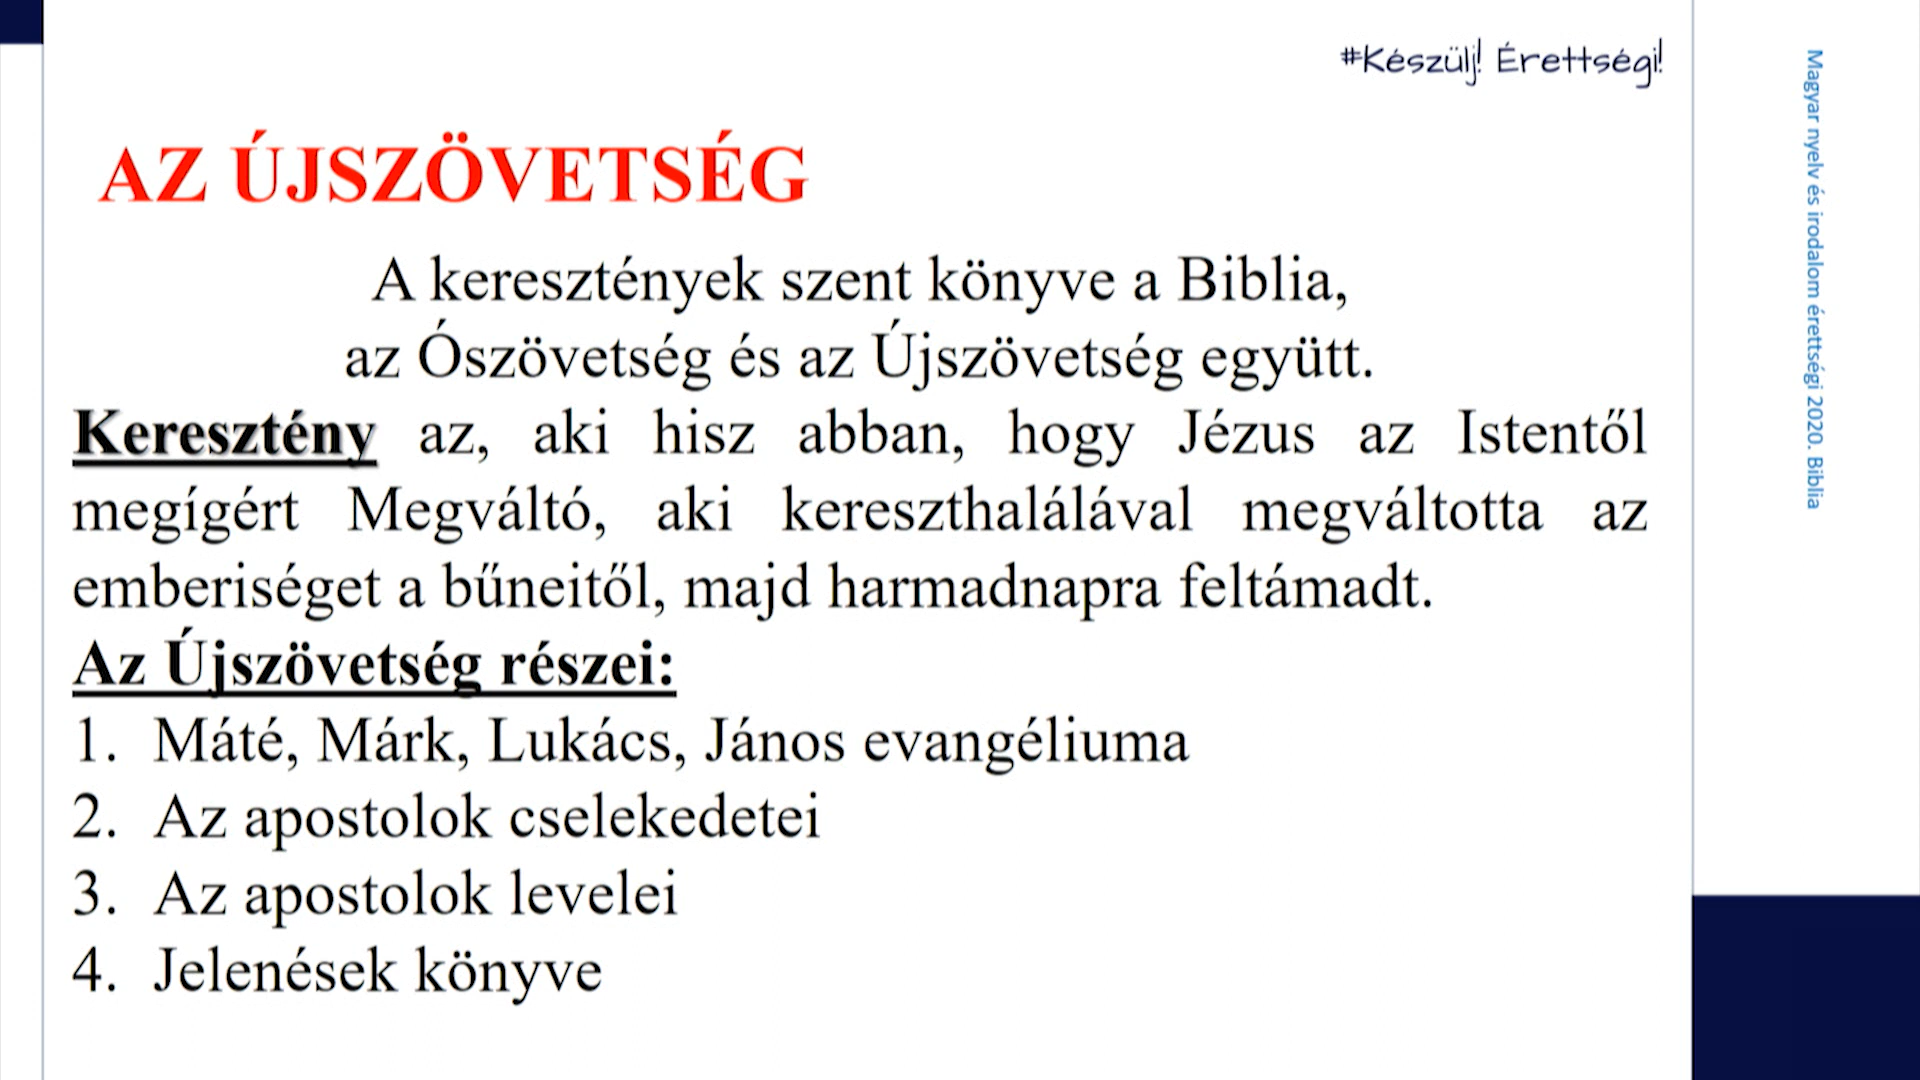 #Készülj! Érettségi!
AZ ÚJSZÖVETSÉG
A keresztények szent könyve a Biblia,
az Ószövetség és az Újszövetség együtt.
Keresztény az, aki hisz abban, hogy Jézus az Istentől
megígért Megváltó, aki kereszthalálával megváltotta az
emberiséget a bűneitől, majd harmadnapra feltámadt.
Az Újszövetség részei:
1. Máté, Márk, Lukács, János evangéliuma
2. Az apostolok cselekedetei
3. Az apostolok levelei
4. Jelenések könyve
Magyar nyelv és irodalom érettségi 2020. Biblia